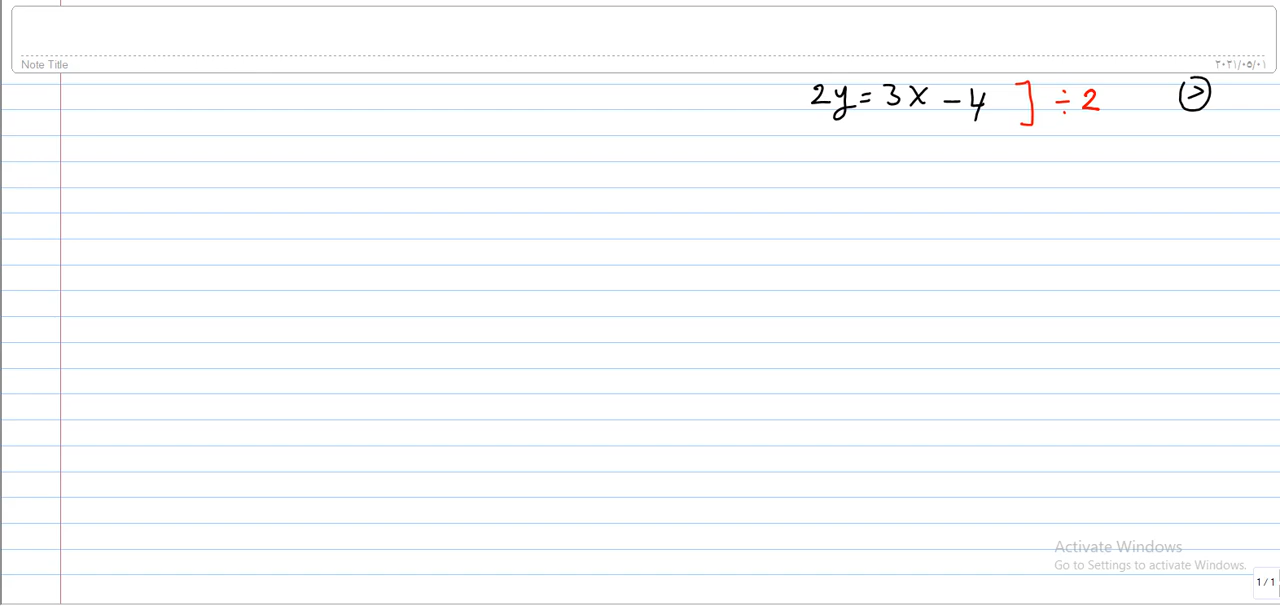 Note Title
٢٠٢١/٠٥/٠١
2y = 3x - 4 ] ÷ 2
Activate Windows
Go to Settings to activate Windows.
1 / 1